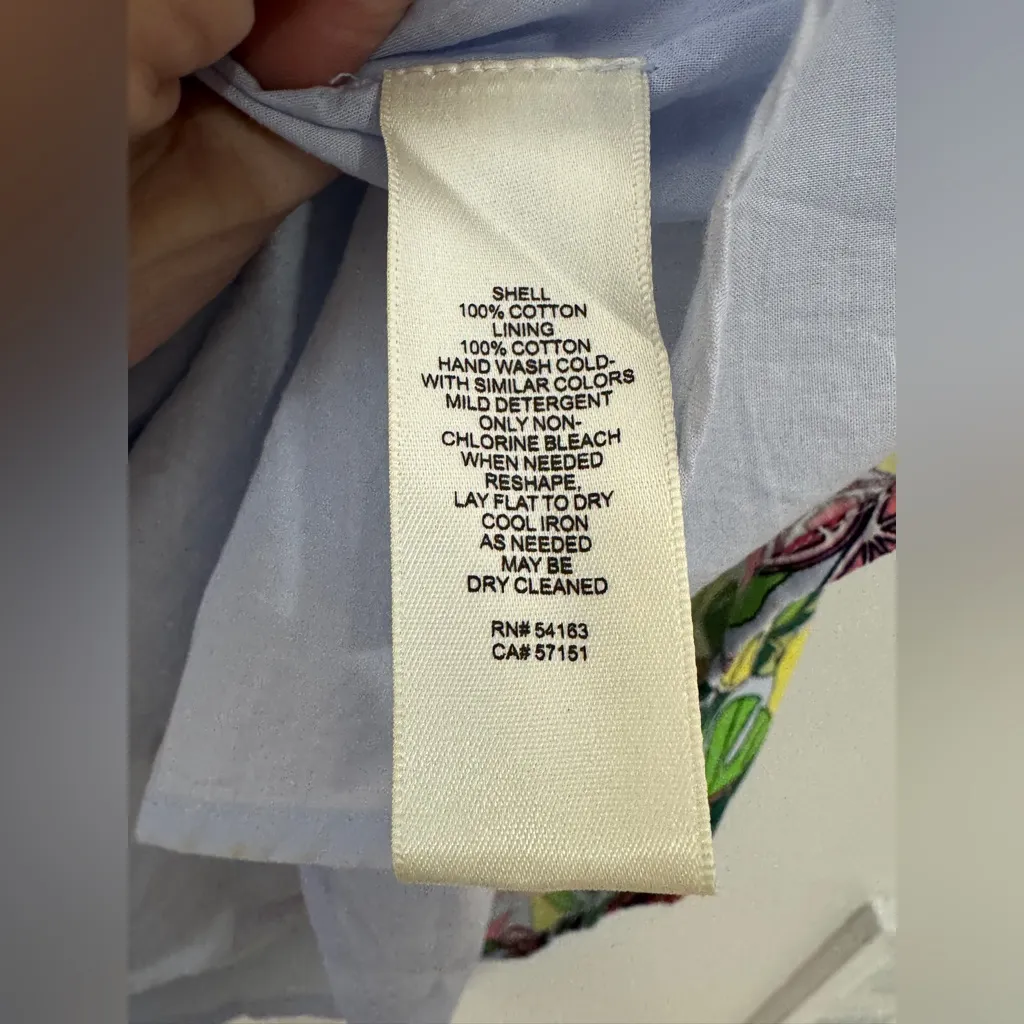 SHELL
100% COTTON
LINING
100% COTTON
HAND WASH COLD-
WITH SIMILAR COLORS
MILD DETERGENT
ONLY NON-
CHLORINE BLEACH
WHEN NEEDED
RESHAPE,
LAY FLAT TO DRY
COOL IRON
AS NEEDED
MAY BE
DRY CLEANED
RN# 54163
CA# 57151